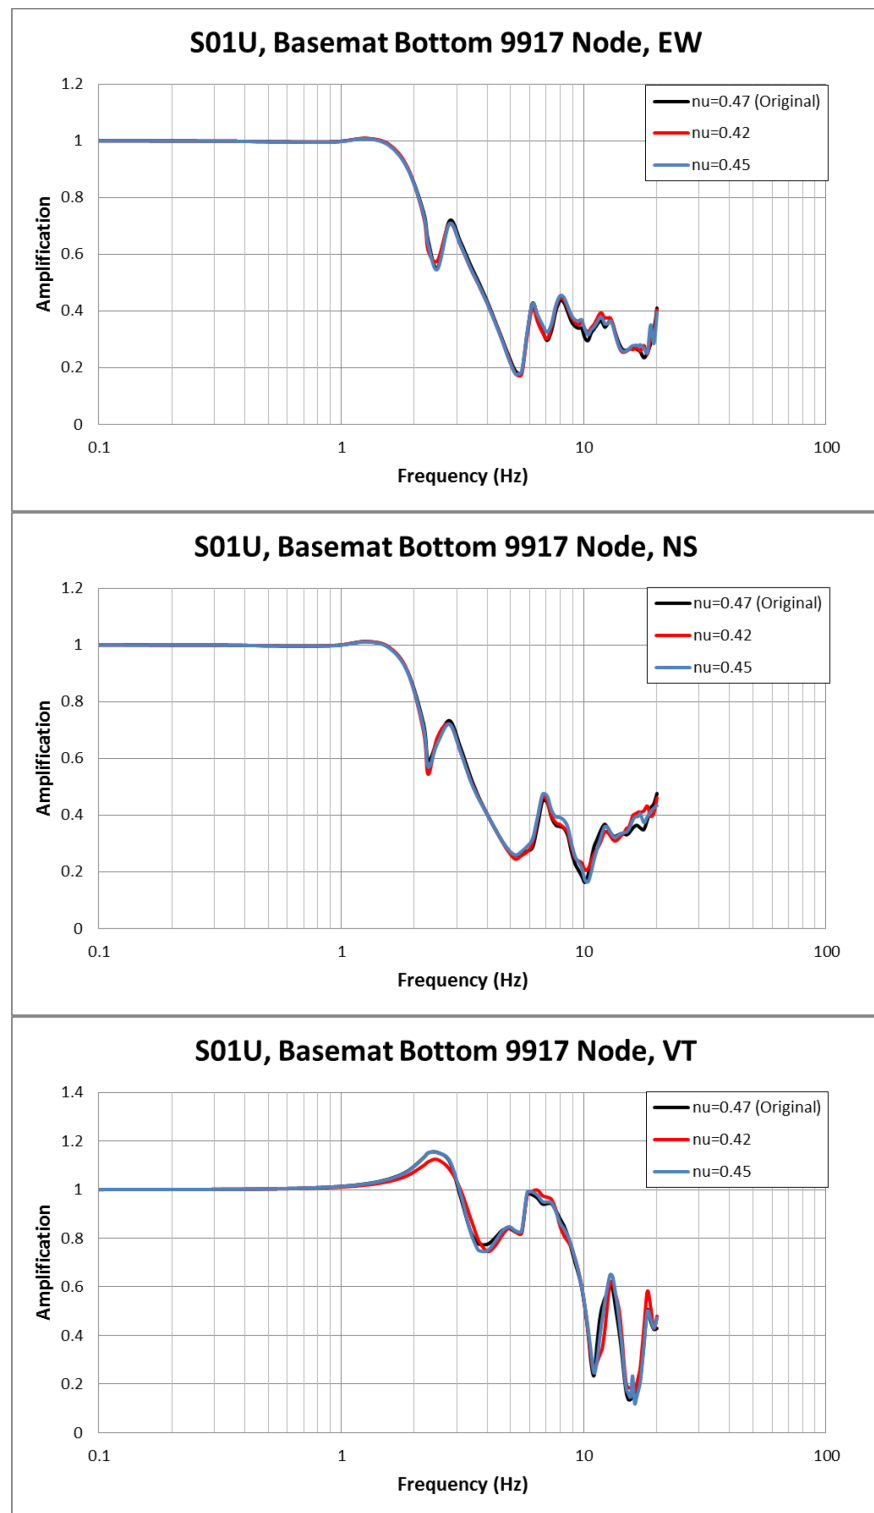 S01U, Basemat Bottom 9917 Node, EW
1.2
nu=0.47 (Original)
1
nu=0.42
0.8
nu=0.45
Amplification
0.6
0.4
0.2
0
0.1 1 10 100
Frequency (Hz)
S01U, Basemat Bottom 9917 Node, NS
1.2
nu=0.47 (Original)
1
nu=0.42
0.8
nu=0.45
Amplification
0.6
0.4
0.2
0
0.1 1 10 100
Frequency (Hz)
S01U, Basemat Bottom 9917 Node, VT
1.4
nu=0.47 (Original)
1.2
nu=0.42
1
nu=0.45
0.8
Amplification
0.6
0.4
0.2
0
0.1 1 10 100
Frequency (Hz)